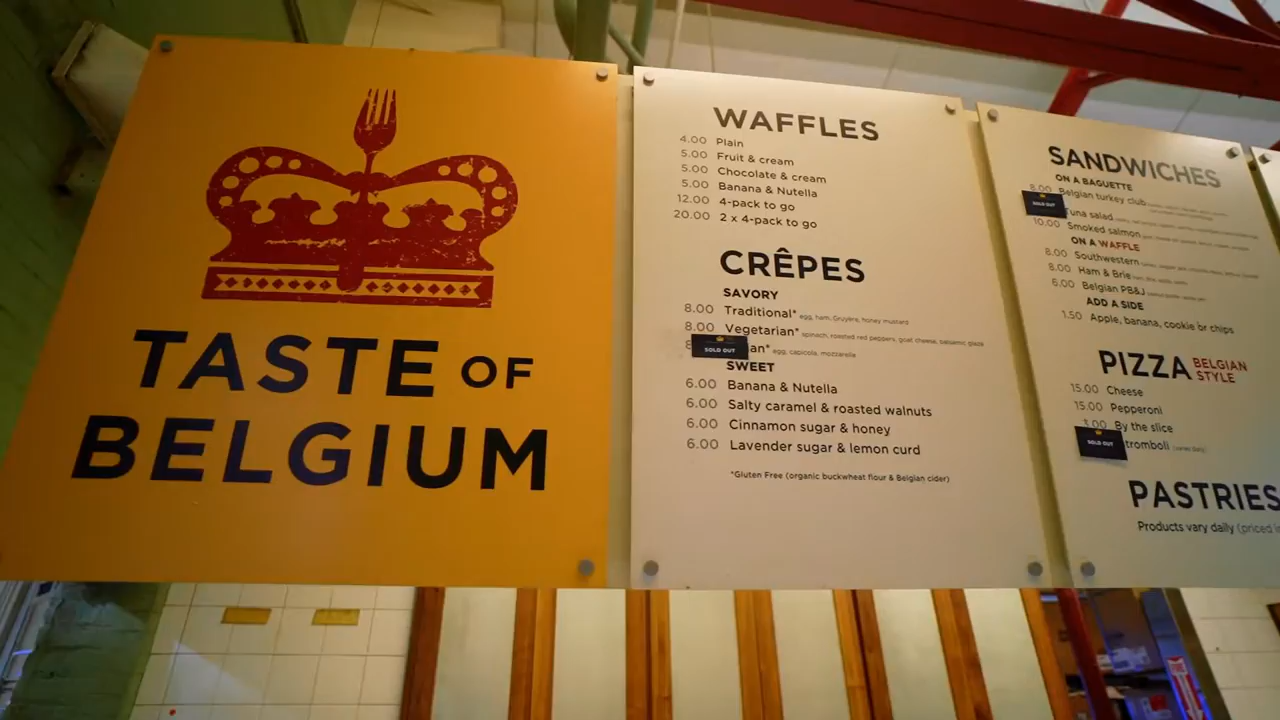 TASTE OF
BELGIUM
WAFFLES
4.00 Plain
5.00 Fruit & cream
5.00 Chocolate & cream
5.00 Banana & Nutella
12.00 4-pack to go
20.00 2 x 4-pack to go
CRÊPES
SAVORY
8.00 Traditional* egg, ham, Gruyère, honey mustard
8.00 Vegetarian* spinach, roasted red peppers, goat cheese, balsamic glaze
SOLD OUT an* egg, capicola, mozzarella
SWEET
6.00 Banana & Nutella
6.00 Salty caramel & roasted walnuts
6.00 Cinnamon sugar & honey
6.00 Lavender sugar & lemon curd
*Gluten Free (organic buckwheat flour & Belgian cider)
SANDWICHES
ON A BAGUETTE
8.00 Belgian turkey club
SOLD OUT Tuna salad
10.00 Smoked salmon
ON A WAFFLE
8.00 Southwestern
8.00 Ham & Brie
6.00 Belgian PB&J
ADD A SIDE
1.50 Apple, banana, cookie or chips
PIZZA BELGIAN STYLE
15.00 Cheese
15.00 Pepperoni
3.00 By the slice
SOLD OUT tromboli
PASTRIES
Products vary daily (priced